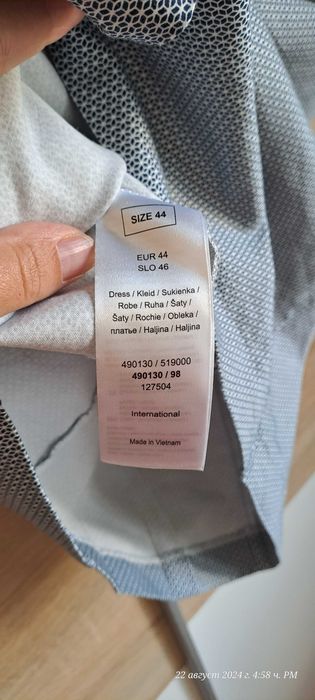 SIZE 44
EUR 44
SLO 46
Dress / Kleid / Sukienka /
Robe / Ruha / Šaty /
Šaty / Rochie / Obleka /
платье / Haljina / Haljina
490130 / 519000
490130 / 98
127504
International
Made in Vietnam
22 август 2024 г. 4:58 ч. PM